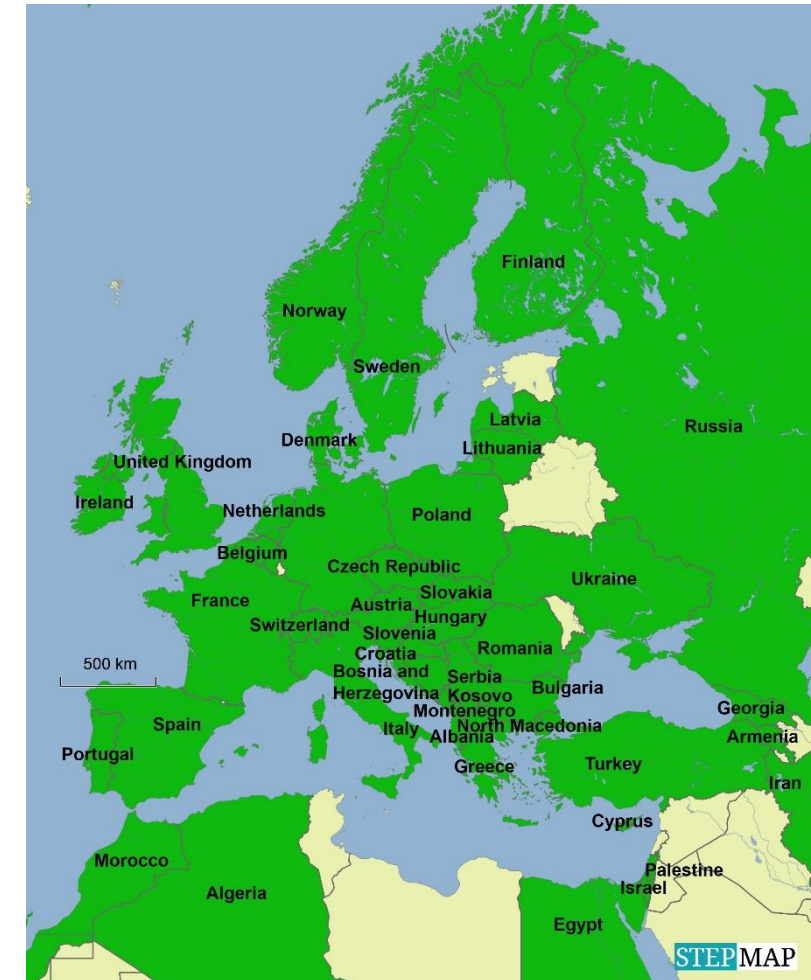 Finland
Norway
Sweden
Latvia
Russia
Denmark
Lithuania
United Kingdom
Ireland
Netherlands
Poland
Belgium
Czech Republic
Ukraine
Slovakia
France
Austria
Hungary
Switzerland
Slovenia
Romania
Croatia
500 km
Bosnia and
Herzegovina
Serbia
Bulgaria
Kosovo
Montenegro
Georgia
Spain
North Macedonia
Italy
Albania
Armenia
Portugal
Greece
Turkey
Iran
Cyprus
Morocco
Palestine
Algeria
Israel
Egypt
STEPMAP